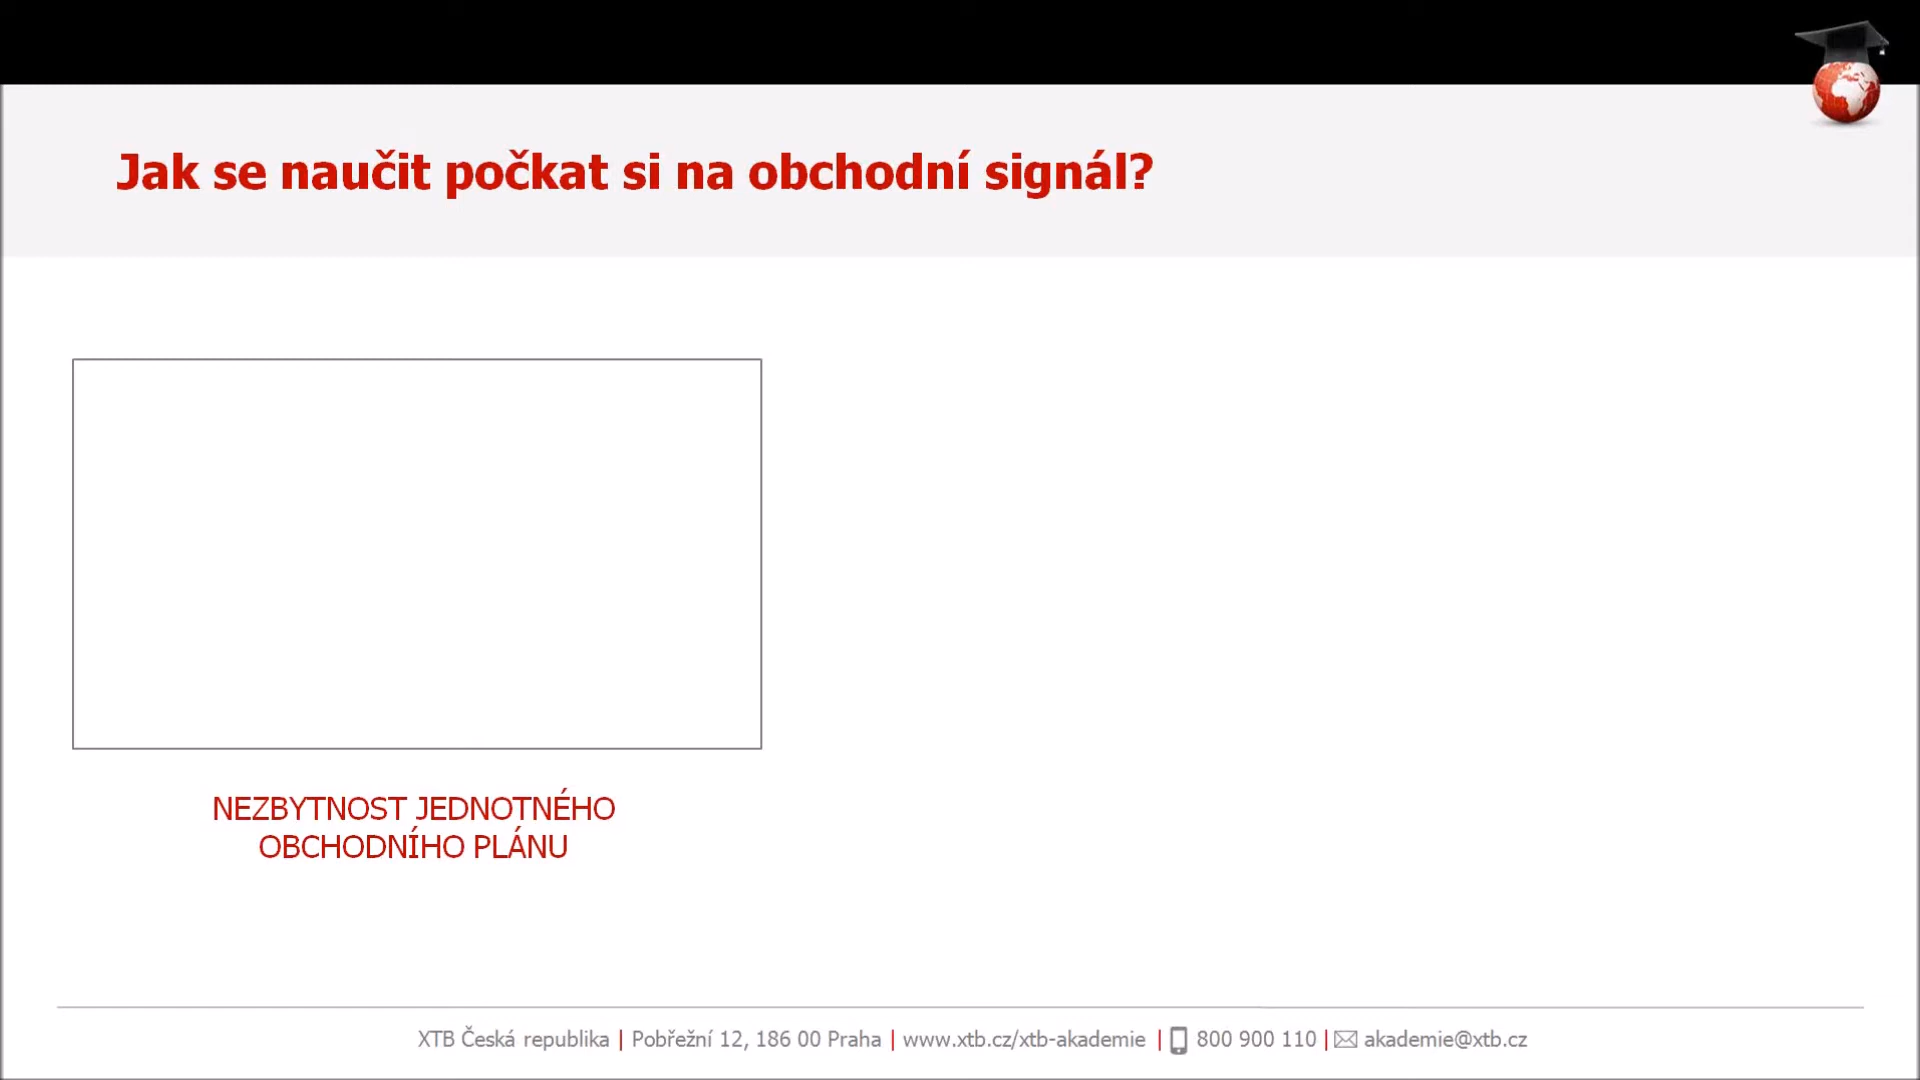 Jak se naučit počkat si na obchodní signál?
NEZBYTNOST JEDNOTNÉHO
OBCHODNÍHO PLÁNU
XTB Česká republika | Pobřežní 12, 186 00 Praha | www.xtb.cz/xtb-akademie | 800 900 110 | akademie@xtb.cz